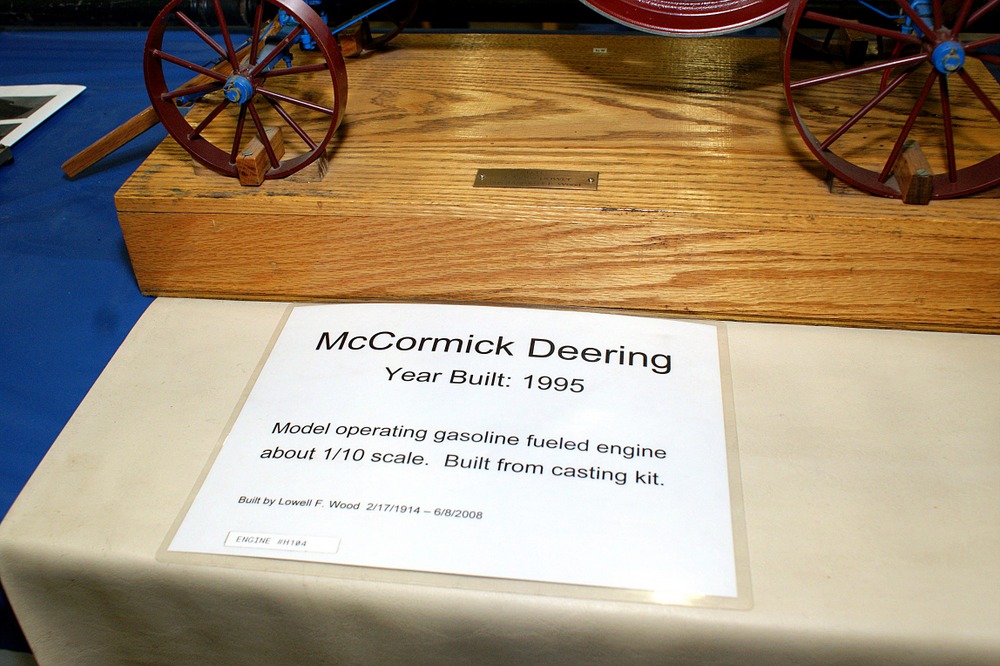 McCormick Deering
Year Built: 1995
Model operating gasoline fueled engine
about 1/10 scale.  Built from casting kit.
Built by Lowell F. Wood  2/17/1914 – 6/8/2008
ENGINE #H104